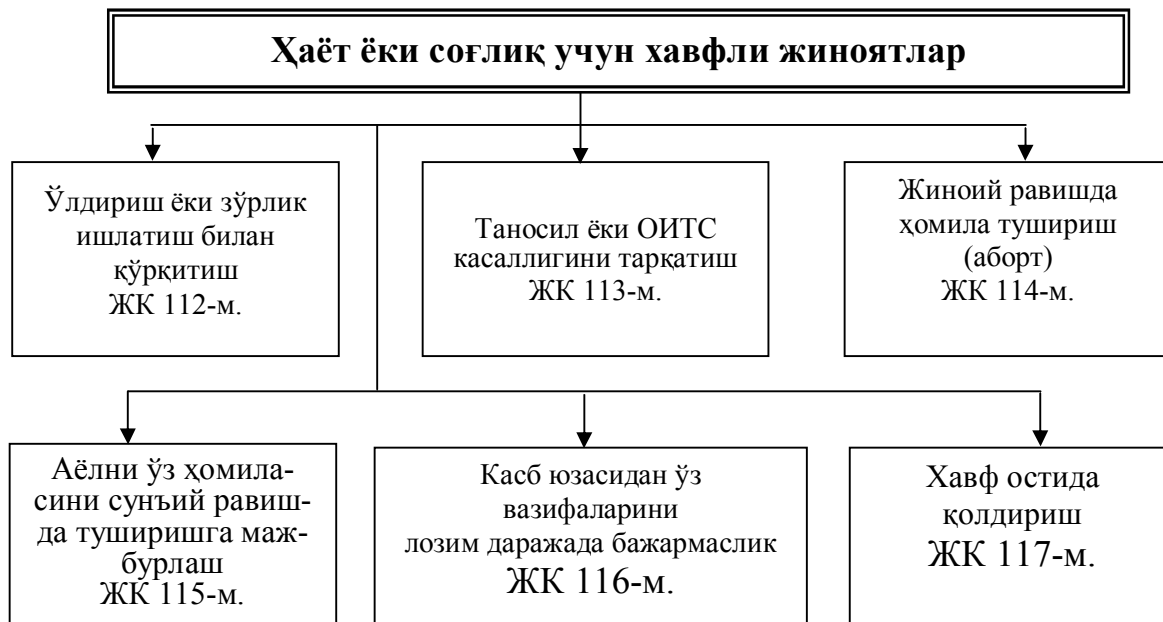 Ҳаёт ёки соғлиқ учун хавфли жиноятлар
Ўлдириш ёки зўрлик
ишлатиш билан
қўрқитиш
ЖК 112-м.
Таносил ёки ОИТС
касаллигини тарқатиш
ЖК 113-м.
Жиноий равишда
ҳомила тушириш
(аборт)
ЖК 114-м.
Аёлни ўз ҳомила-
сини сунъий равиш-
да туширишга маж-
бурлаш
ЖК 115-м.
Касб юзасидан ўз
вазифаларини
лозим даражада бажармаслик
ЖК 116-м.
Хавф остида
қолдириш
ЖК 117-м.